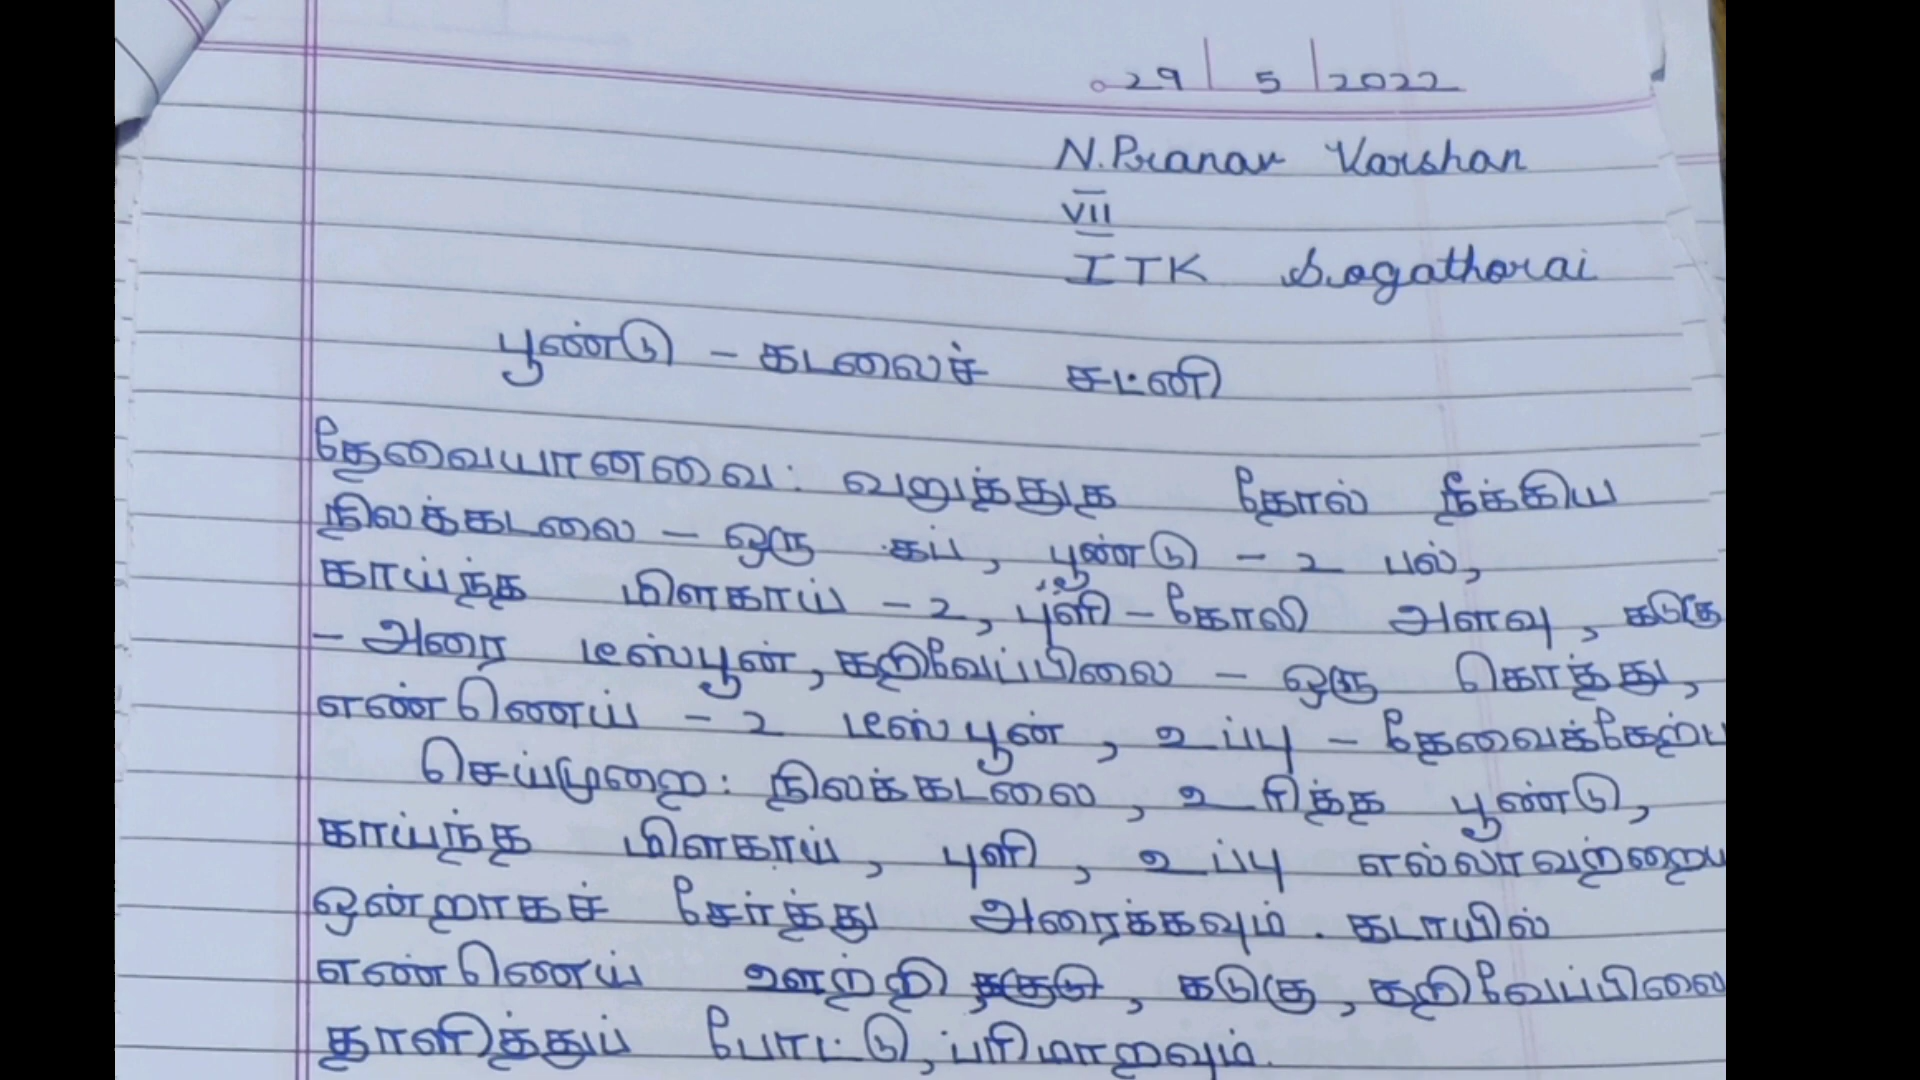 29 / 5 / 2022
N.Pranav Varshan
VII
ITK Sogathorai
பூண்டு - கடலைச் சட்னி
தேவையானவை: வறுத்துத தோல் நீக்கிய
நிலக்கடலை - ஒரு கப், பூண்டு - 2 பல்,
காய்ந்த மிளகாய் - 2, புளி - கோலி அளவு, கடுகு
- அரை டீஸ்பூன், கறிவேப்பிலை - ஒரு கொத்து,
எண்ணெய் - 2 டீஸ்பூன், உப்பு - தேவைக்கேற்ப
செய்முறை: நிலக்கடலை, உரித்த பூண்டு,
காய்ந்த மிளகாய், புளி, உப்பு எல்லாவற்றை
ஒன்றாகச் சேர்த்து அரைக்கவும். கடாயில்
எண்ணெய் ஊற்றி, கடுகு, கறிவேப்பிலை
தாளித்துப் போட்டு, பரிமாறவும்.